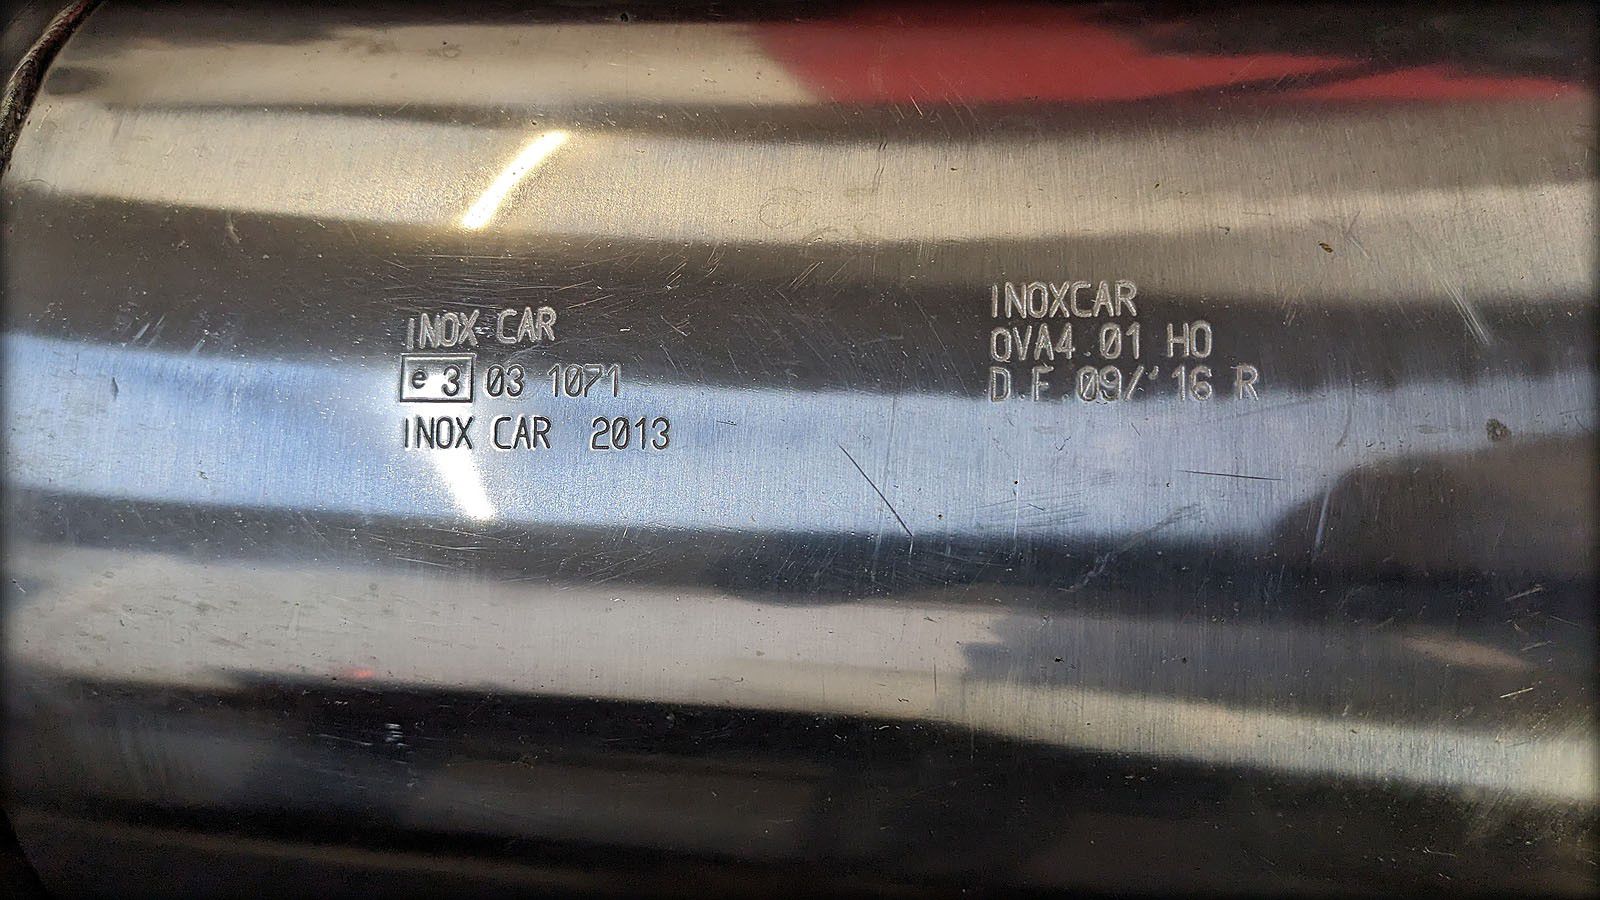 INOX CAR
e 3 03 1071
INOX CAR 2013
INOXCAR
OVA4.01 HO
D.F.09/'16 R